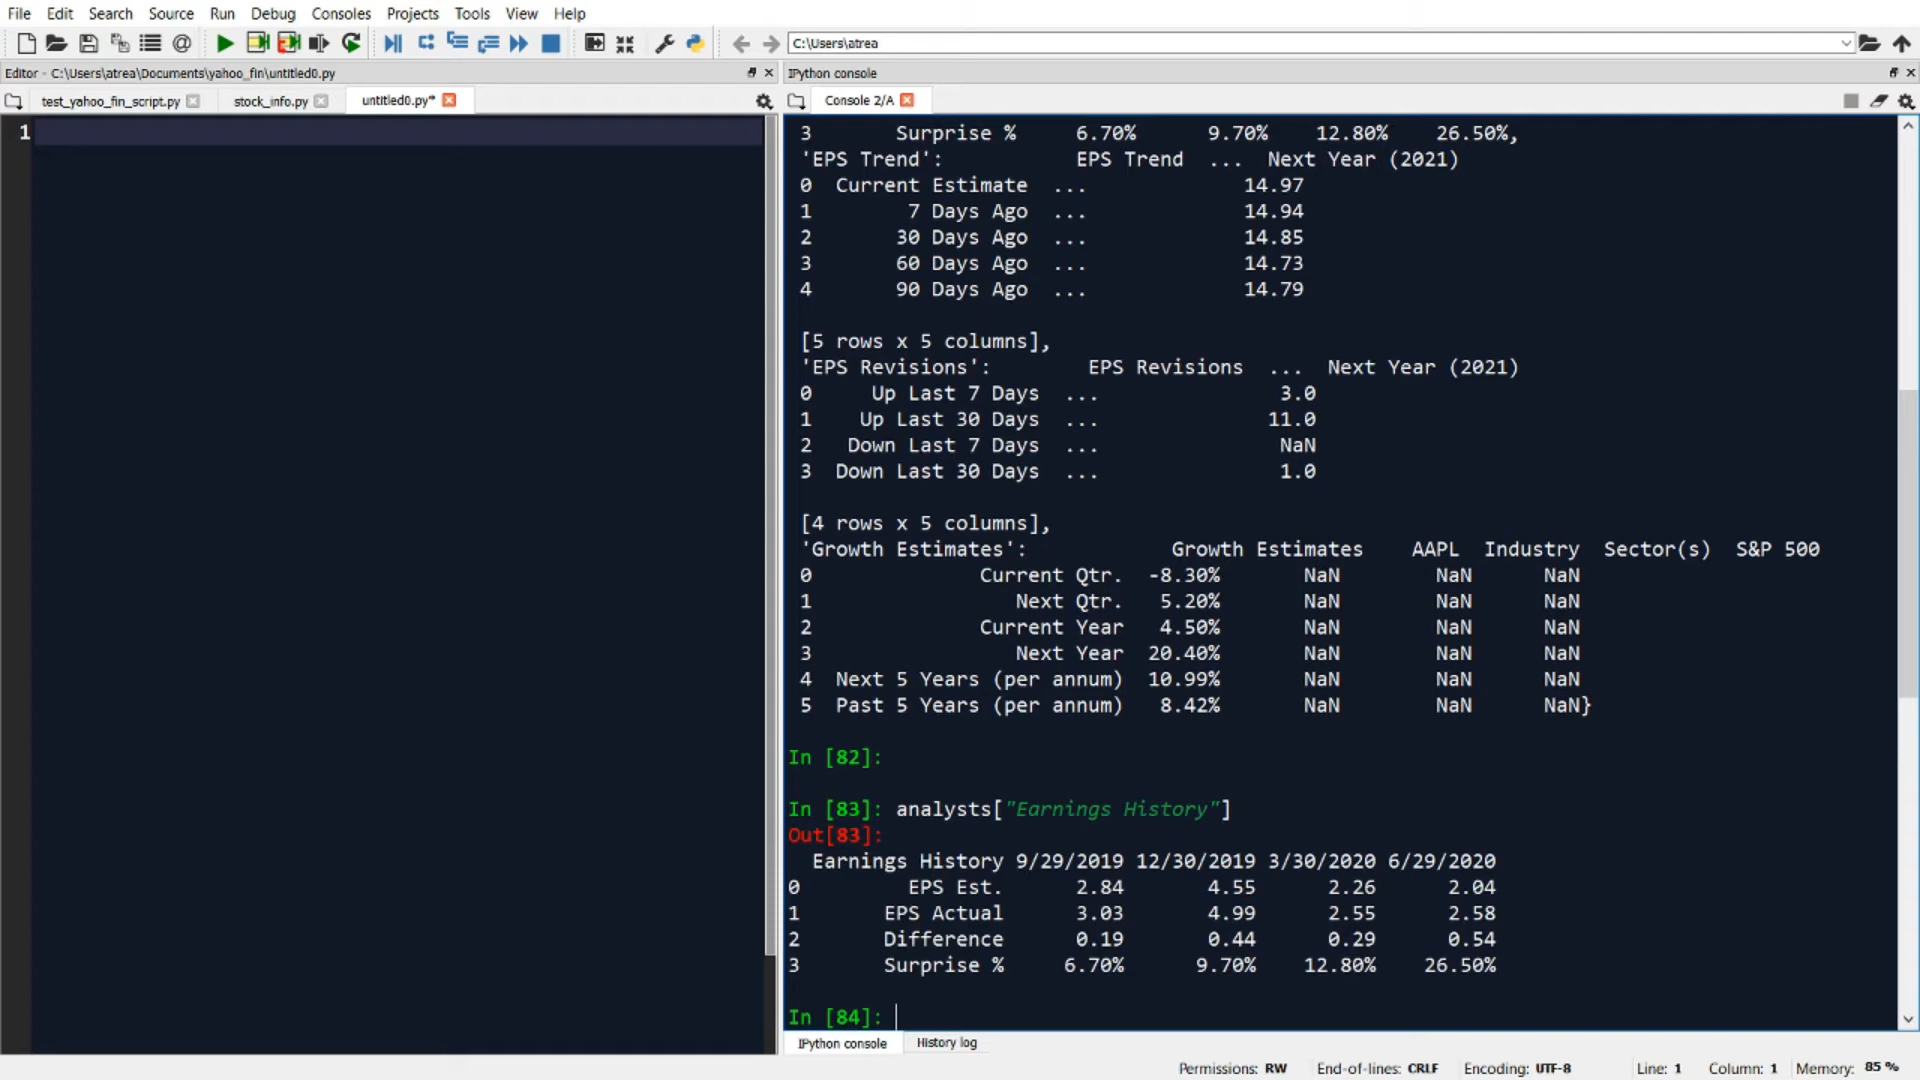 File Edit Search Source Run Debug Consoles Projects Tools View Help
C:\Users\atrea
Editor - C:\Users\atrea\Documents\yahoo_fin\untitled0.py
IPython console
test_yahoo_fin_script.py stock_info.py untitled0.py*
Console 2/A
1
3 Surprise % 6.70% 9.70% 12.80% 26.50%,
'EPS Trend': EPS Trend ... Next Year (2021)
0 Current Estimate ... 14.97
1 7 Days Ago ... 14.94
2 30 Days Ago ... 14.85
3 60 Days Ago ... 14.73
4 90 Days Ago ... 14.79
[5 rows x 5 columns],
'EPS Revisions': EPS Revisions ... Next Year (2021)
0 Up Last 7 Days ... 3.0
1 Up Last 30 Days ... 11.0
2 Down Last 7 Days ... NaN
3 Down Last 30 Days ... 1.0
[4 rows x 5 columns],
'Growth Estimates': Growth Estimates AAPL Industry Sector(s) S&P 500
0 Current Qtr. -8.30% NaN NaN NaN
1 Next Qtr. 5.20% NaN NaN NaN
2 Current Year 4.50% NaN NaN NaN
3 Next Year 20.40% NaN NaN NaN
4 Next 5 Years (per annum) 10.99% NaN NaN NaN
5 Past 5 Years (per annum) 8.42% NaN NaN NaN}
In [82]:
In [83]: analysts["Earnings History"]
Out[83]:
Earnings History 9/29/2019 12/30/2019 3/30/2020 6/29/2020
0 EPS Est. 2.84 4.55 2.26 2.04
1 EPS Actual 3.03 4.99 2.55 2.58
2 Difference 0.19 0.44 0.29 0.54
3 Surprise % 6.70% 9.70% 12.80% 26.50%
In [84]:
IPython console History log
Permissions: RW End-of-lines: CRLF Encoding: UTF-8 Line: 1 Column: 1 Memory: 85 %